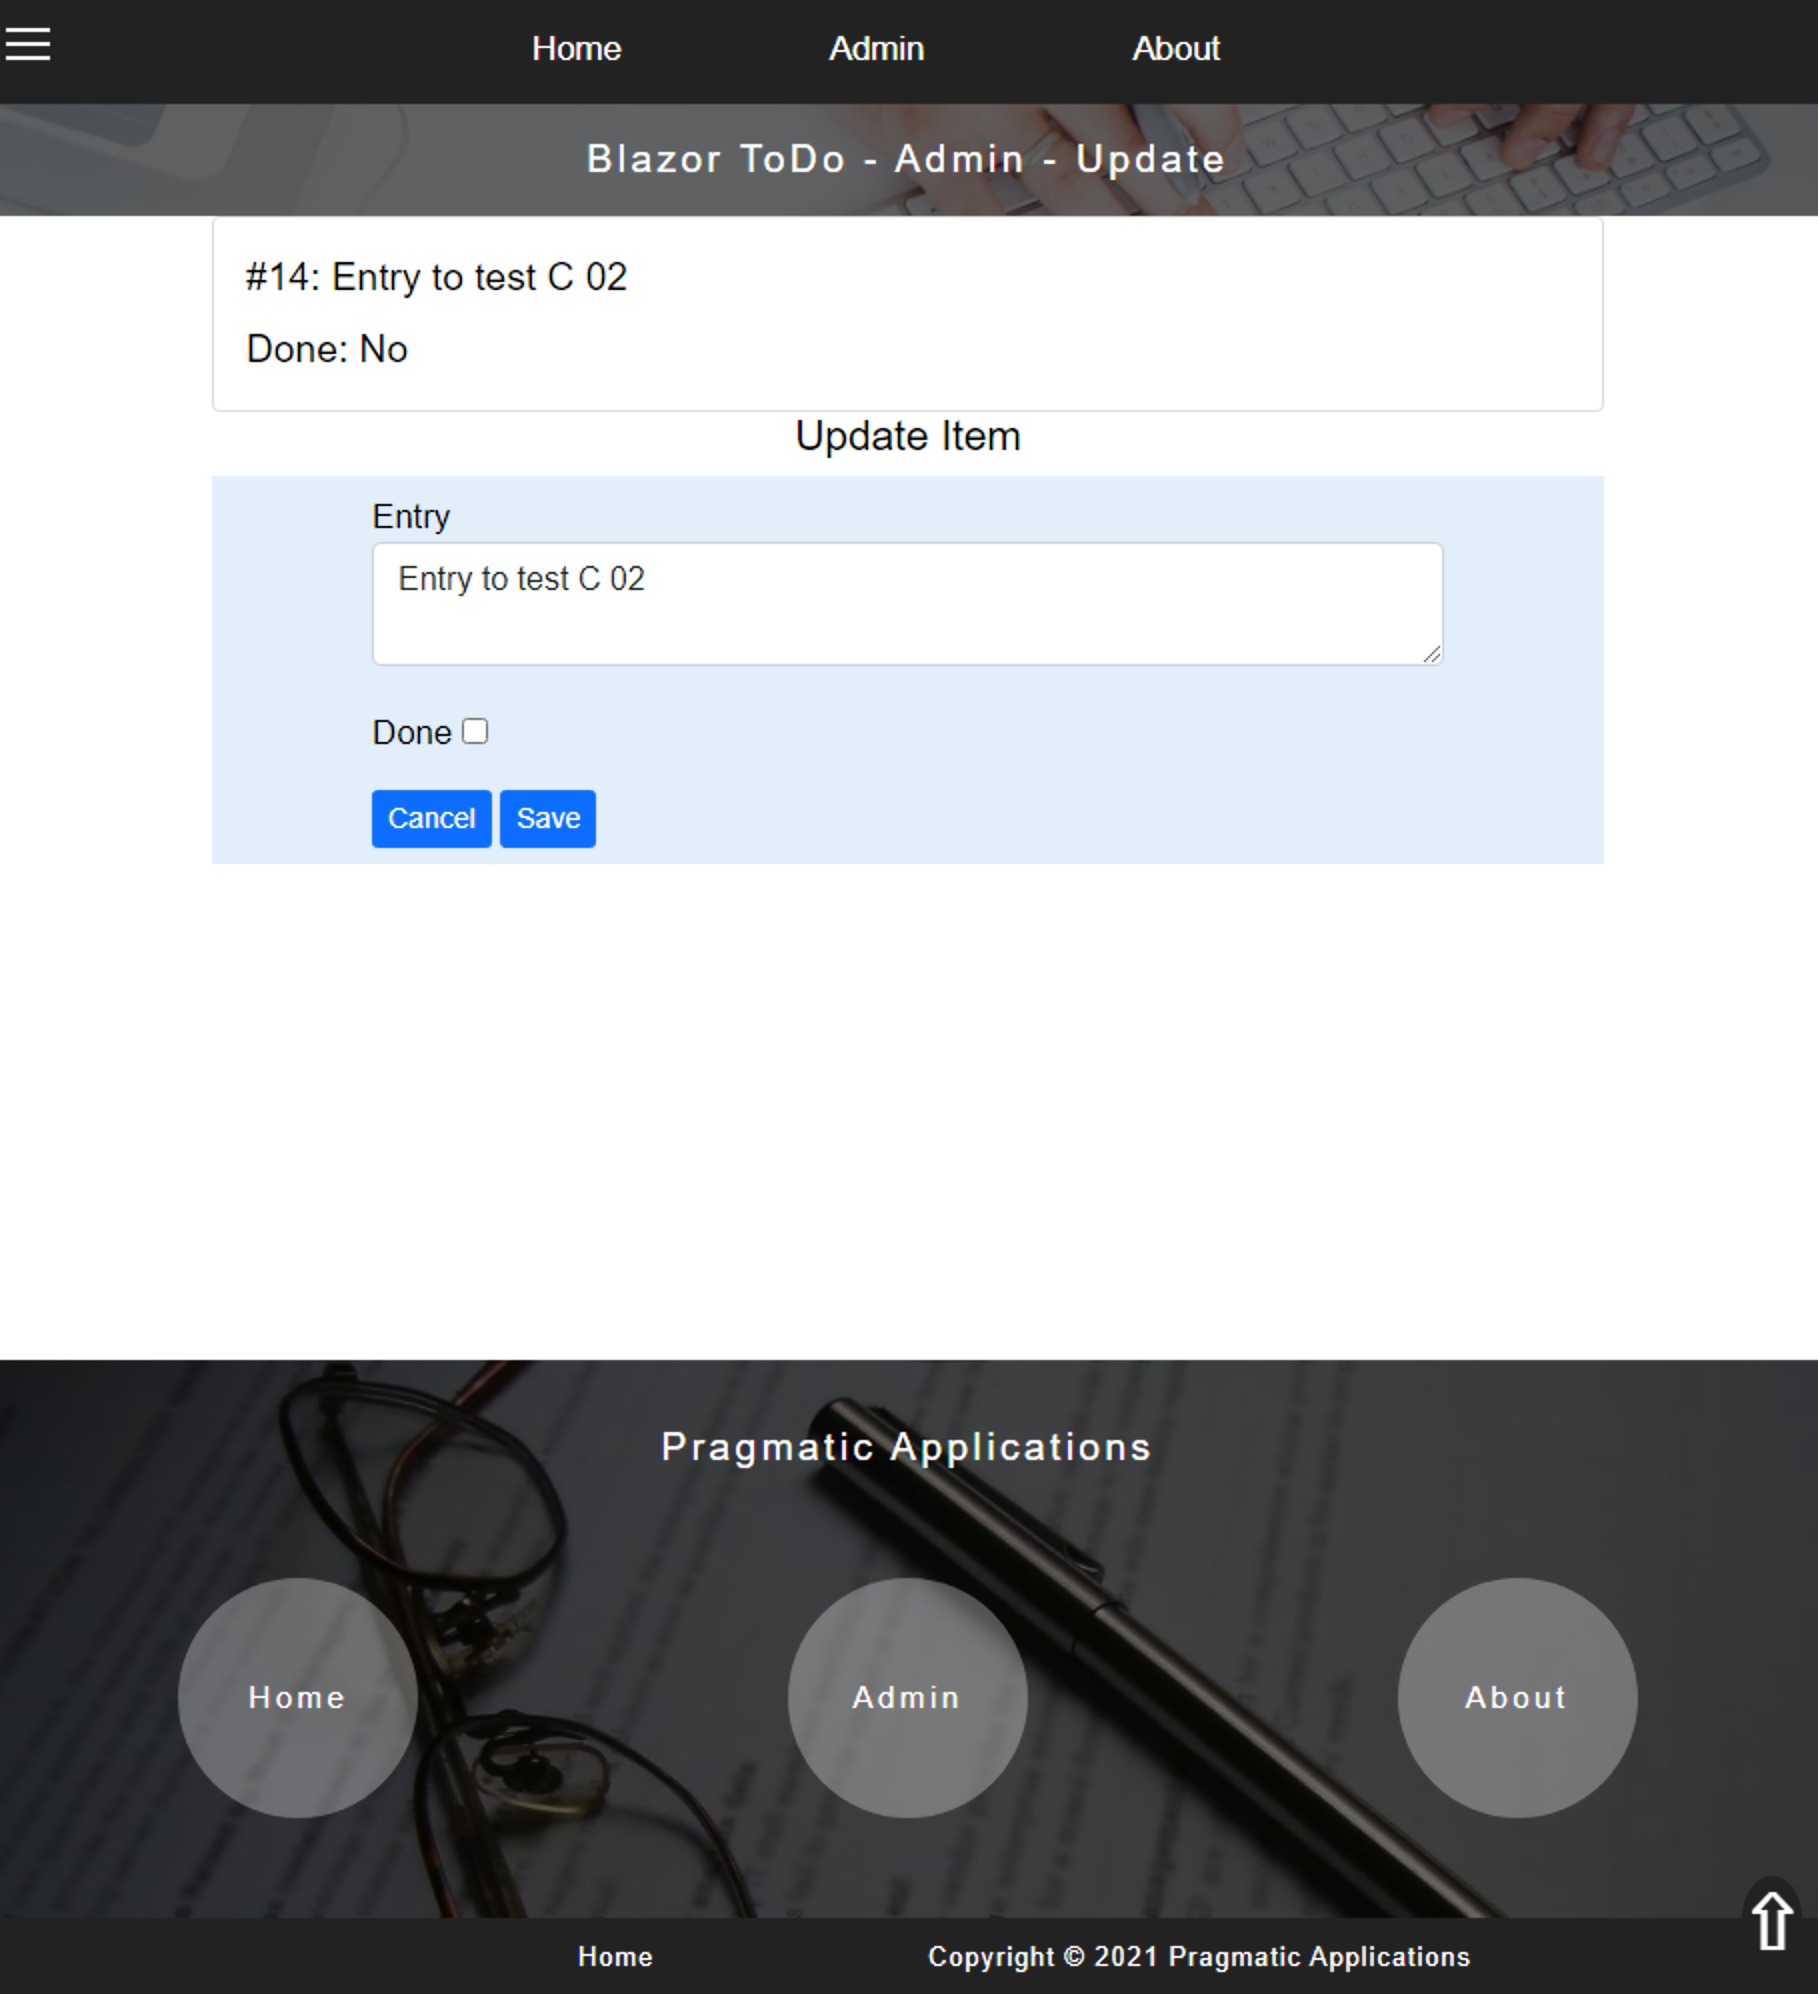 Home Admin About
Blazor ToDo - Admin - Update
#14: Entry to test C 02
Done: No
Update Item
Entry
Entry to test C 02
Done
Cancel Save
Pragmatic Applications
Home Admin About
Home Copyright © 2021 Pragmatic Applications